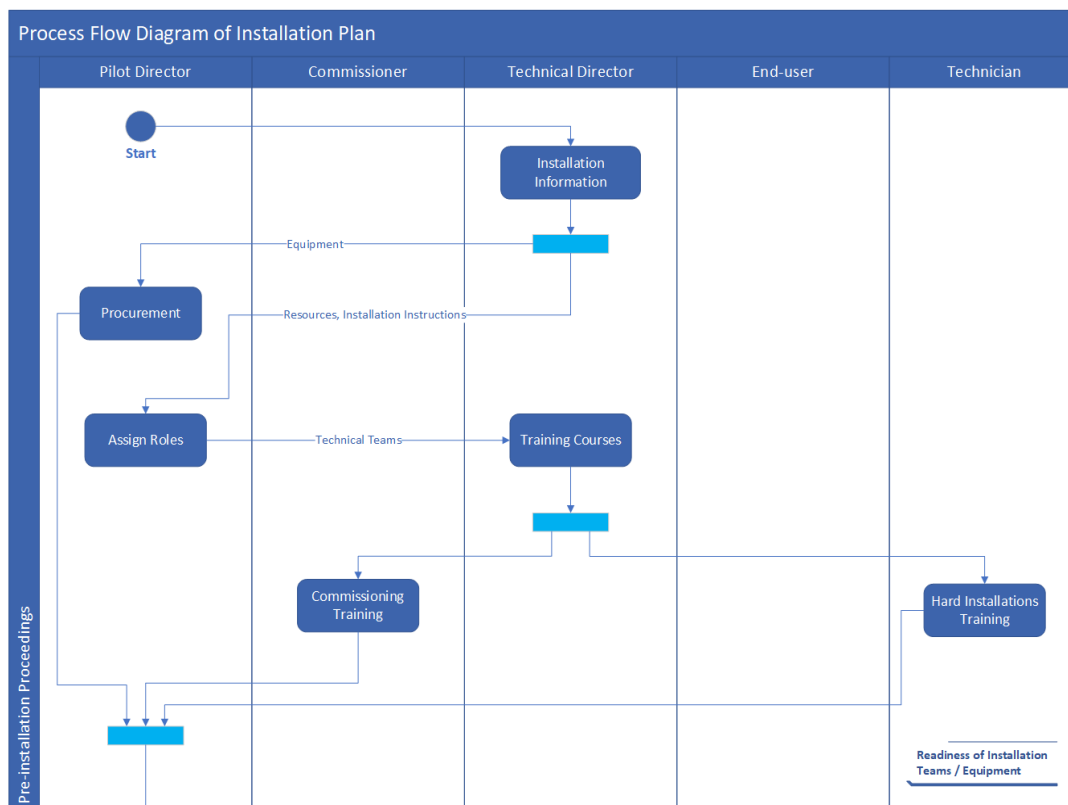 Process Flow Diagram of Installation Plan
Pilot Director
Commissioner
Technical Director
End-user
Technician
Start
Installation
Information
Equipment
Procurement
Resources, Installation Instructions
Assign Roles
Technical Teams
Training Courses
Commissioning
Training
Hard Installations
Training
Pre-installation Proceedings
Readiness of Installation
Teams / Equipment